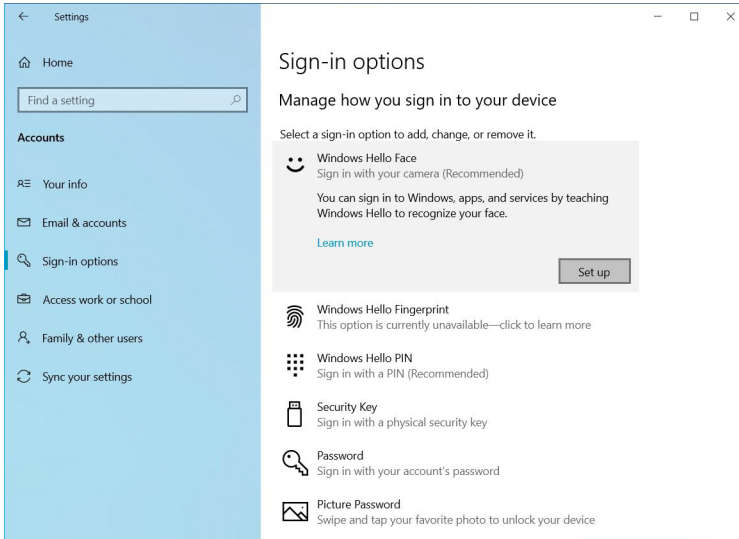 Settings
Home
Find a setting
Accounts
Your info
Email & accounts
Sign-in options
Access work or school
Family & other users
Sync your settings
Sign-in options
Manage how you sign in to your device
Select a sign-in option to add, change, or remove it.
Windows Hello Face
Sign in with your camera (Recommended)
You can sign in to Windows, apps, and services by teaching
Windows Hello to recognize your face.
Learn more
Set up
Windows Hello Fingerprint
This option is currently unavailable—click to learn more
Windows Hello PIN
Sign in with a PIN (Recommended)
Security Key
Sign in with a physical security key
Password
Sign in with your account's password
Picture Password
Swipe and tap your favorite photo to unlock your device